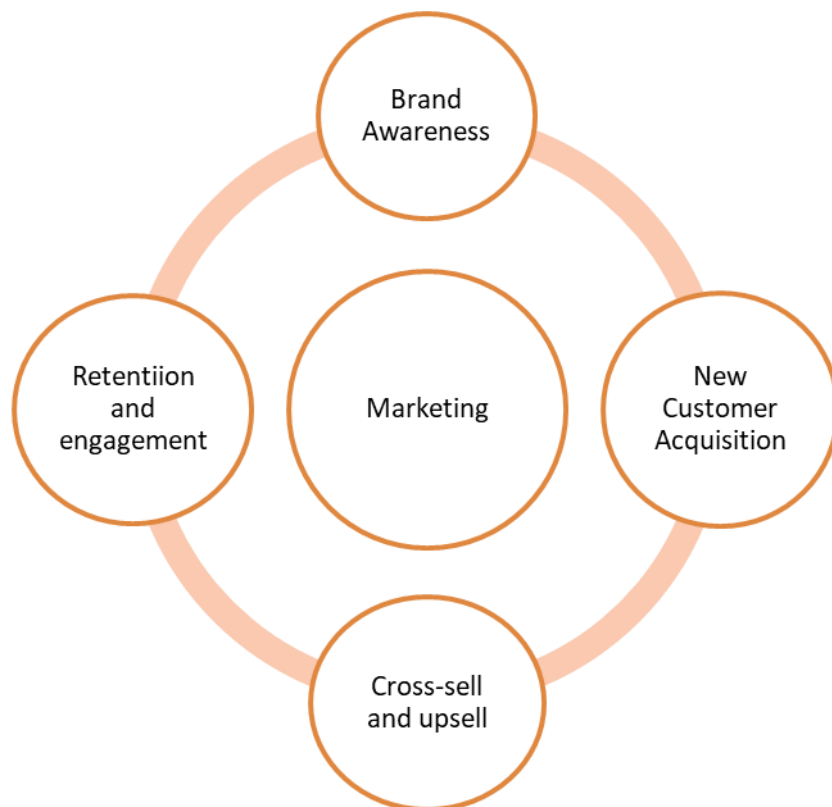 Brand
Awareness
Retentiion
and
engagement
Marketing
New
Customer
Acquisition
Cross-sell
and upsell